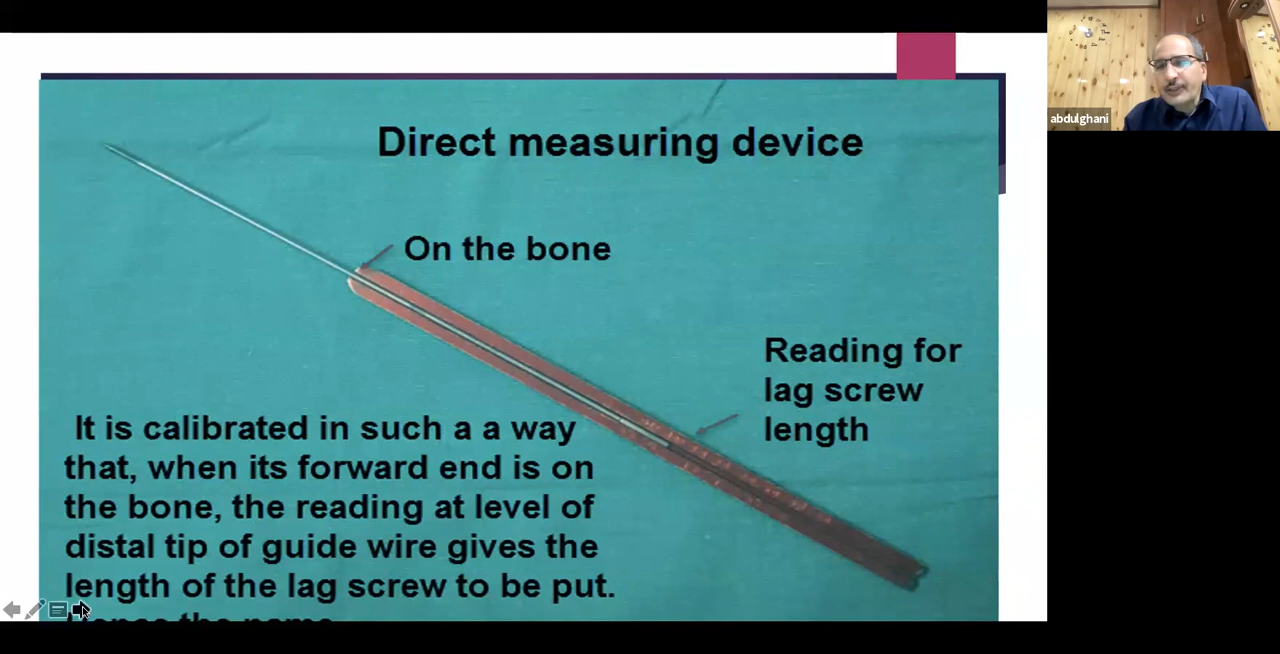 abdulghani
Direct measuring device
On the bone
Reading for
lag screw
length
It is calibrated in such a a way
that, when its forward end is on
the bone, the reading at level of
distal tip of guide wire gives the
length of the lag screw to be put.